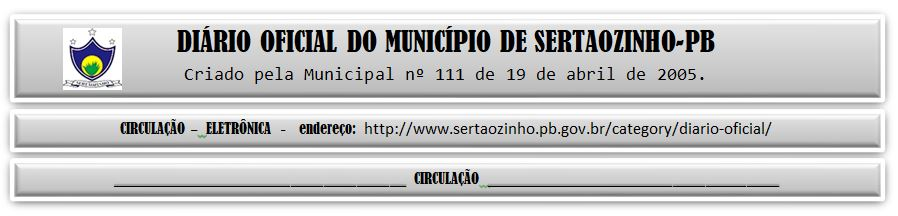 DIÁRIO OFICIAL DO MUNICÍPIO DE SERTAOZINHO-PB
Criado pela Municipal nº 111 de 19 de abril de 2005.
CIRCULAÇÃO – ELETRÔNICA - endereço: http://www.sertaozinho.pb.gov.br/category/diario-oficial/
CIRCULAÇÃO